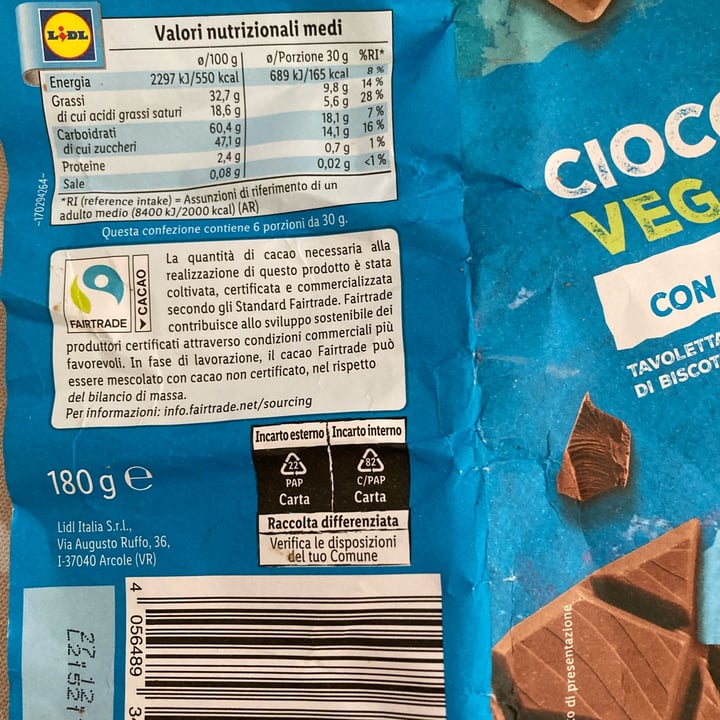 LIDL
Valori nutrizionali medi
ø/100 g ø/Porzione 30 g %RI*
Energia 2297 kJ/550 kcal 689 kJ/165 kcal 8 %
Grassi 32,7 g 9,8 g 14 %
di cui acidi grassi saturi 18,6 g 5,6 g 28 %
Carboidrati 60,4 g 18,1 g 7 %
di cui zuccheri 47,1 g 14,1 g 16 %
Proteine 2,4 g 0,7 g 1 %
Sale 0,08 g 0,02 g <1 %
*RI (reference intake) = Assunzioni di riferimento di un
adulto medio (8400 kJ/2000 kcal) (AR)
Questa confezione contiene 6 porzioni da 30 g.
-170294264-
FAIRTRADE
CACAO
La quantità di cacao necessaria alla
realizzazione di questo prodotto è stata
coltivata, certificata e commercializzata
secondo gli Standard Fairtrade. Fairtrade
contribuisce allo sviluppo sostenibile dei
produttori certificati attraverso condizioni commerciali più
favorevoli. In fase di lavorazione, il cacao Fairtrade può
essere mescolato con cacao non certificato, nel rispetto
del bilancio di massa.
Per informazioni: info.fairtrade.net/sourcing
Incarto esterno Incarto interno
22 82
PAP C/PAP
Carta Carta
Raccolta differenziata
Verifica le disposizioni
del tuo Comune
180 g e
Lidl Italia S.r.l.,
Via Augusto Ruffo, 36,
I-37040 Arcole (VR)
4 056489 3
CIOC
VEG
CON
TAVOLETTA
DI BISCOT
o di presentazione